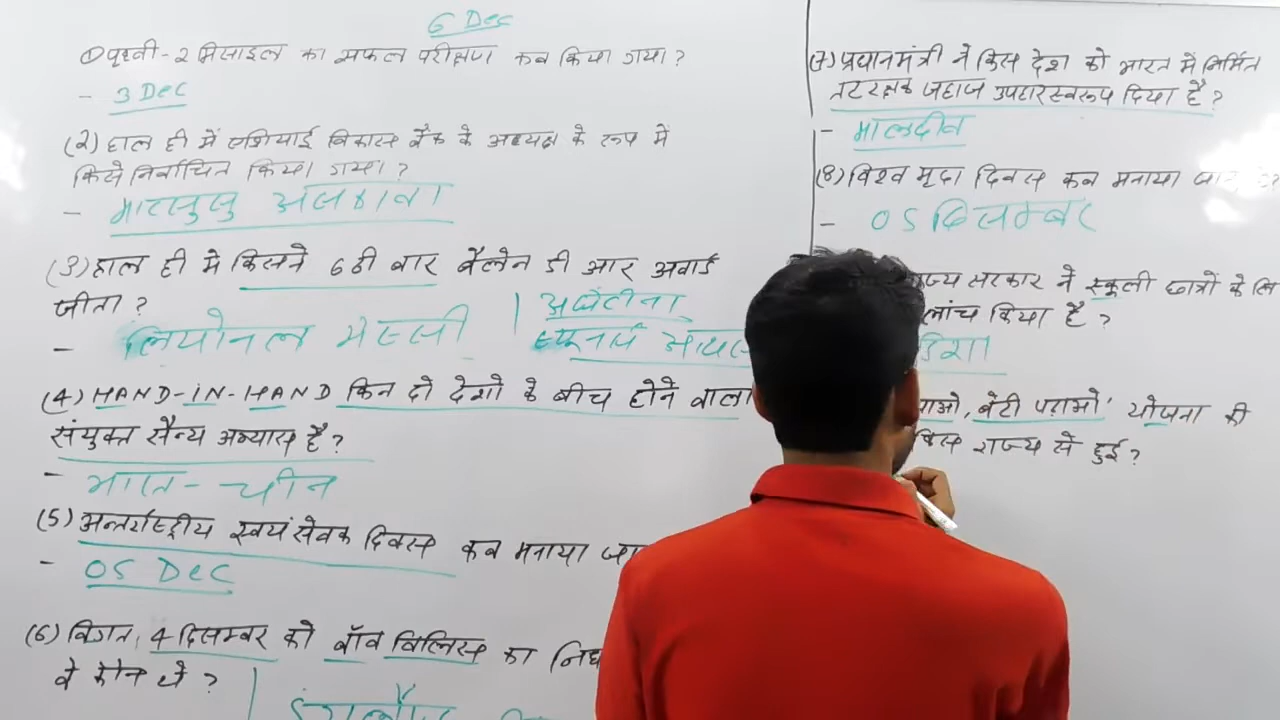 6 Dec
① पृथ्वी-२ मिसाइल का सफल परीक्षण कब किया गया?
- 3 Dec
(2) हाल ही में एशियाई विकास बैंक के अध्यक्ष के रूप में
किसे निर्वाचित किया गया?
- मात्सुसु असाकावा
(3) हाल ही मे किसने 6ठी बार बैलेन डी आर अवार्ड
जीता?
- लियोनल मेस्सी | अर्जेंटीना
(4) HAND-IN-HAND किन दो देशो के बीच होने वाला
संयुक्त सैन्य अभ्यास है?
- भारत - चीन
(5) अन्तर्राष्ट्रीय स्वयंसेवक दिवस कब मनाया जा
- 05 Dec
(6) विगत, 4 दिसम्बर को बॉब विल्लिस का
वे कौन थे?
इंग्लैंड
(7) प्रधानमंत्री ने किस देश को भारत में निर्मित
तटरक्षक जहाज उपहारस्वरूप दिया है?
- मालदीव
(8) विश्व मृदा दिवस कब मनाया
- 05 दिसम्बर
राज्य सरकार ने स्कूली छात्रों के लि
लांच किया है?
बेटी पढ़ाओ' योजना की
किस राज्य से हुई?